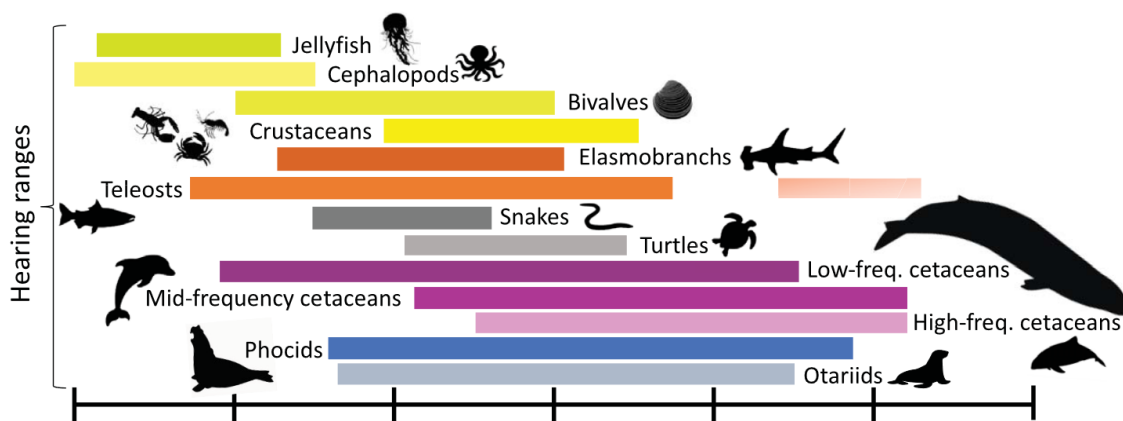 Hearing ranges
Jellyfish
Cephalopods
Bivalves
Crustaceans
Elasmobranchs
Teleosts
Snakes
Turtles
Low-freq. cetaceans
Mid-frequency cetaceans
High-freq. cetaceans
Phocids
Otariids